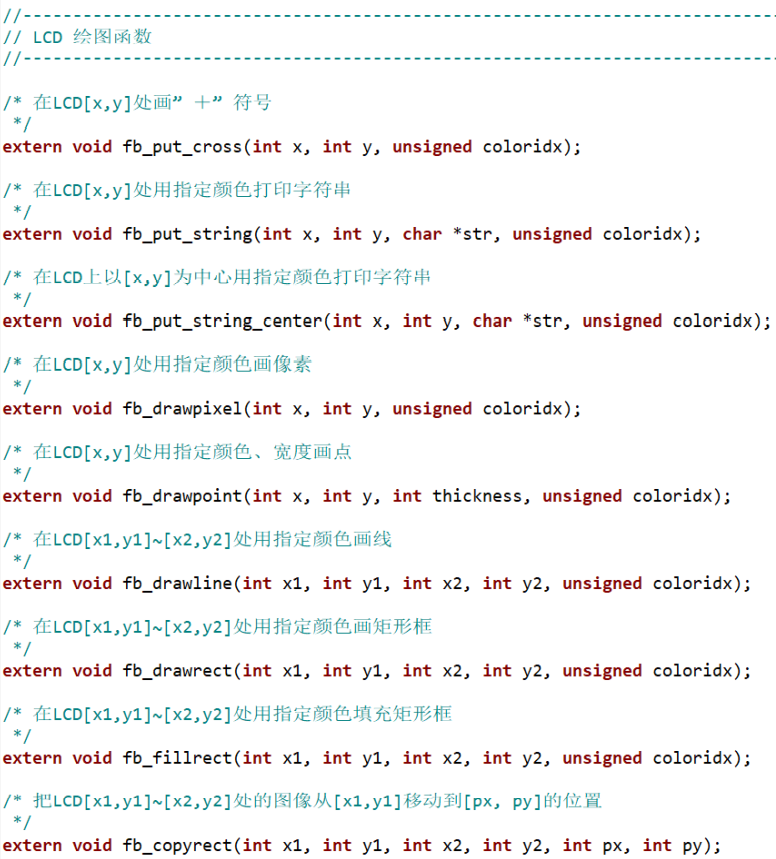 //---------------------------------------------------------------------------
// LCD 绘图函数
//---------------------------------------------------------------------------
/* 在LCD[x,y]处画” ＋” 符号
 */
extern void fb_put_cross(int x, int y, unsigned coloridx);
/* 在LCD[x,y]处用指定颜色打印字符串
 */
extern void fb_put_string(int x, int y, char *str, unsigned coloridx);
/* 在LCD上以[x,y]为中心用指定颜色打印字符串
 */
extern void fb_put_string_center(int x, int y, char *str, unsigned coloridx);
/* 在LCD[x,y]处用指定颜色画像素
 */
extern void fb_drawpixel(int x, int y, unsigned coloridx);
/* 在LCD[x,y]处用指定颜色、宽度画点
 */
extern void fb_drawpoint(int x, int y, int thickness, unsigned coloridx);
/* 在LCD[x1,y1]~[x2,y2]处用指定颜色画线
 */
extern void fb_drawline(int x1, int y1, int x2, int y2, unsigned coloridx);
/* 在LCD[x1,y1]~[x2,y2]处用指定颜色画矩形框
 */
extern void fb_drawrect(int x1, int y1, int x2, int y2, unsigned coloridx);
/* 在LCD[x1,y1]~[x2,y2]处用指定颜色填充矩形框
 */
extern void fb_fillrect(int x1, int y1, int x2, int y2, unsigned coloridx);
/* 把LCD[x1,y1]~[x2,y2]处的图像从[x1,y1]移动到[px, py]的位置
 */
extern void fb_copyrect(int x1, int y1, int x2, int y2, int px, int py);